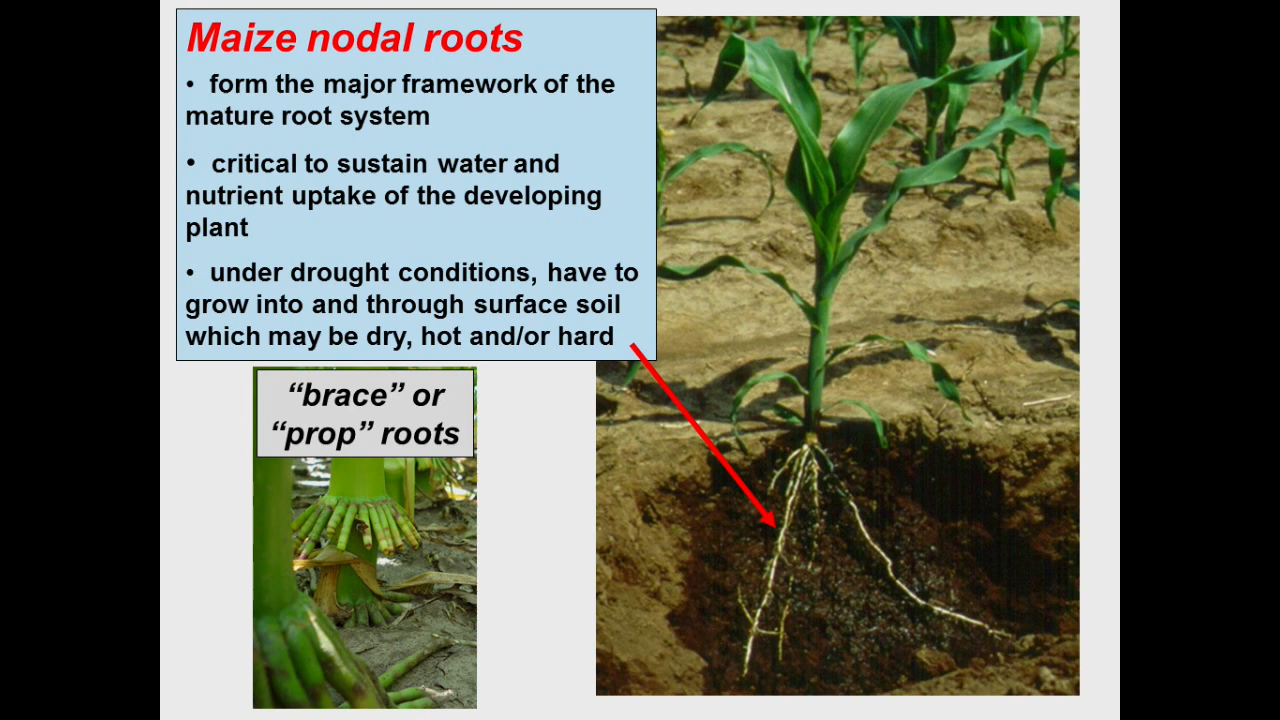 Maize nodal roots
• form the major framework of the
mature root system
• critical to sustain water and
nutrient uptake of the developing
plant
• under drought conditions, have to
grow into and through surface soil
which may be dry, hot and/or hard
“brace” or
“prop” roots